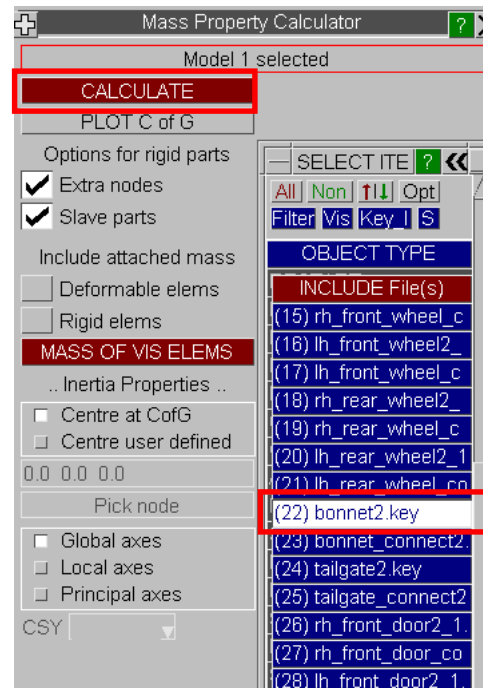 Mass Property Calculator ?
Model 1 selected
CALCULATE
PLOT C of G
Options for rigid parts
Extra nodes
Slave parts
Include attached mass
Deformable elems
Rigid elems
MASS OF VIS ELEMS
.. Inertia Properties ..
Centre at CofG
Centre user defined
0.0 0.0 0.0
Pick node
Global axes
Local axes
Principal axes
CSY
SELECT ITE ?
All Non Opt
Filter Vis Key_I S
OBJECT TYPE
INCLUDE File(s)
(15) rh_front_wheel_c
(16) lh_front_wheel2_
(17) lh_front_wheel_c
(18) rh_rear_wheel2_
(19) rh_rear_wheel_c
(20) lh_rear_wheel2_1
(21) lh_rear_wheel_co
(22) bonnet2.key
(23) bonnet_connect2.
(24) tailgate2.key
(25) tailgate_connect2
(26) rh_front_door2_1.
(27) rh_front_door_co
(28) lh_front_door2_1.